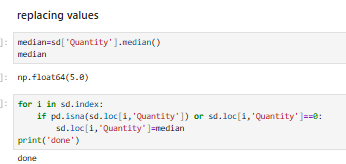 replacing values
]: median=sd['Quantity'].median()
median
]: np.float64(5.0)
]: for i in sd.index:
    if pd.isna(sd.loc[i,'Quantity']) or sd.loc[i,'Quantity']==0:
        sd.loc[i,'Quantity']=median
print('done')
done